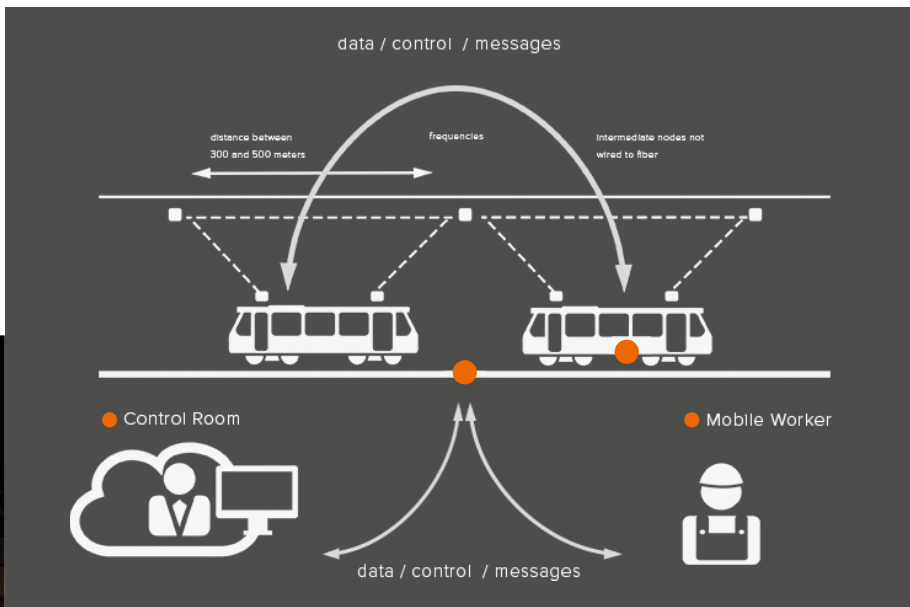 data / control / messages
distance between
300 and 500 meters
frequencies
intermediate nodes not
wired to fiber
Control Room
Mobile Worker
data / control / messages